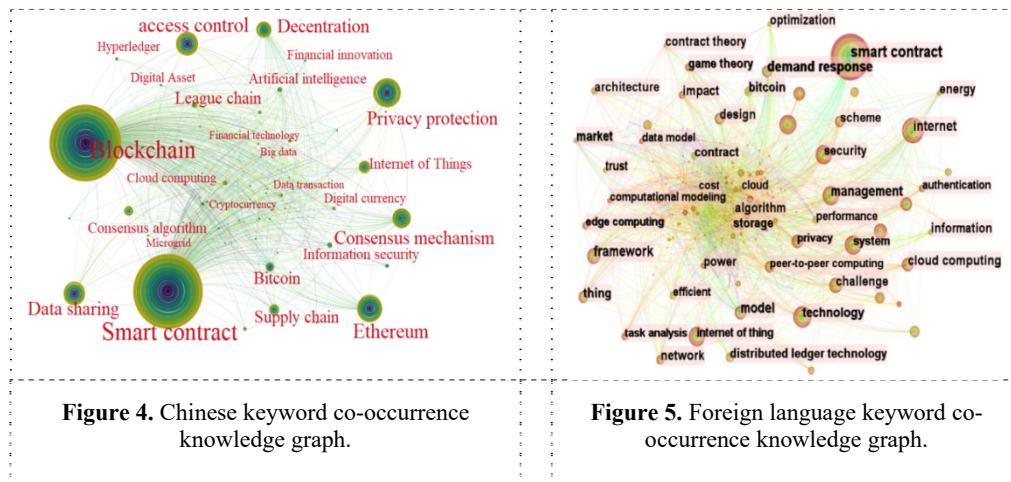 access control
Decentration
Hyperledger
Financial innovation
Digital Asset
Artificial intelligence
League chain
Privacy protection
Financial technology
Blockchain
Big data
Internet of Things
Cloud computing
Data transaction
Digital currency
Cryptocurrency
Consensus algorithm
Consensus mechanism
Microgrid
Information security
Bitcoin
Data sharing
Supply chain
Smart contract
Ethereum
optimization
contract theory
smart contract
game theory
demand response
architecture
impact
bitcoin
energy
design
scheme
internet
market
data model
contract
security
trust
cost
cloud
authentication
computational modeling
management
algorithm
edge computing
storage
performance
information
privacy
system
framework
power
peer-to-peer computing
cloud computing
challenge
thing
efficient
model
technology
task analysis
internet of thing
network
distributed ledger technology
Figure 4. Chinese keyword co-occurrence
knowledge graph.
Figure 5. Foreign language keyword co-
occurrence knowledge graph.